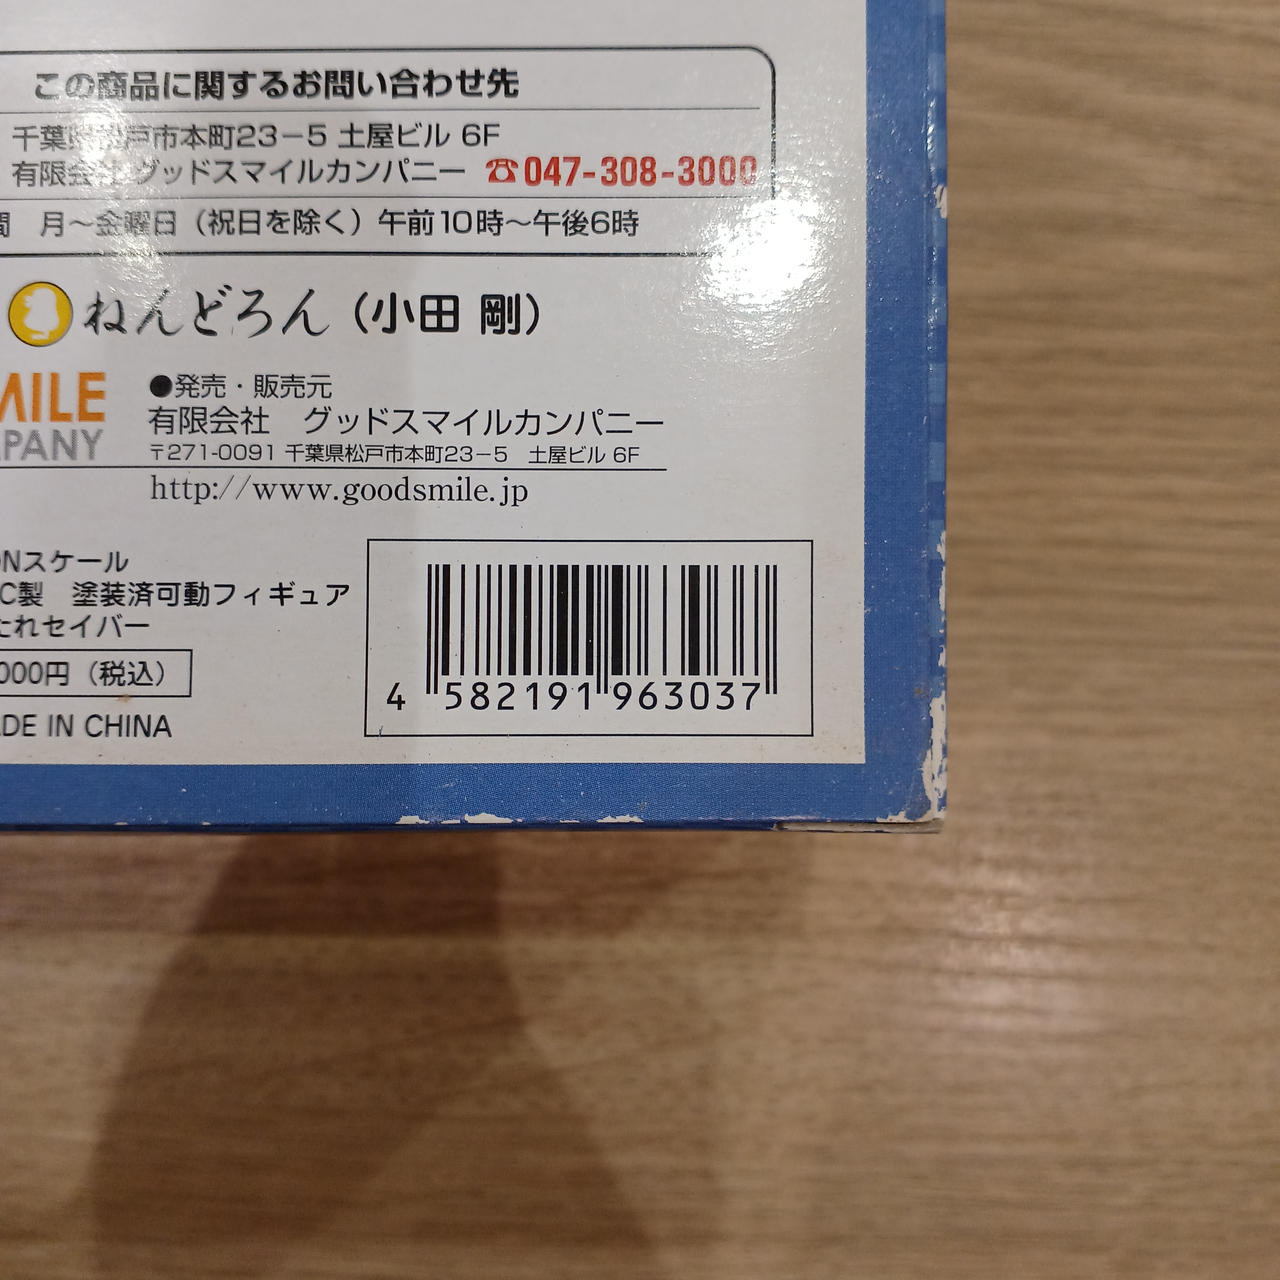 この商品に関するお問い合わせ先
千葉県松戸市本町23-5 土屋ビル 6F
有限会社 グッドスマイルカンパニー ☎047-308-3000
間 月〜金曜日（祝日を除く）午前10時〜午後6時
ねんどろん（小田 剛）
MILE
MPANY
●発売・販売元
有限会社 グッドスマイルカンパニー
〒271-0091 千葉県松戸市本町23-5 土屋ビル 6F
http://www.goodsmile.jp
ONスケール
C製 塗装済可動フィギュア
たれセイバー
000円（税込）
ADE IN CHINA
4 582191 963037